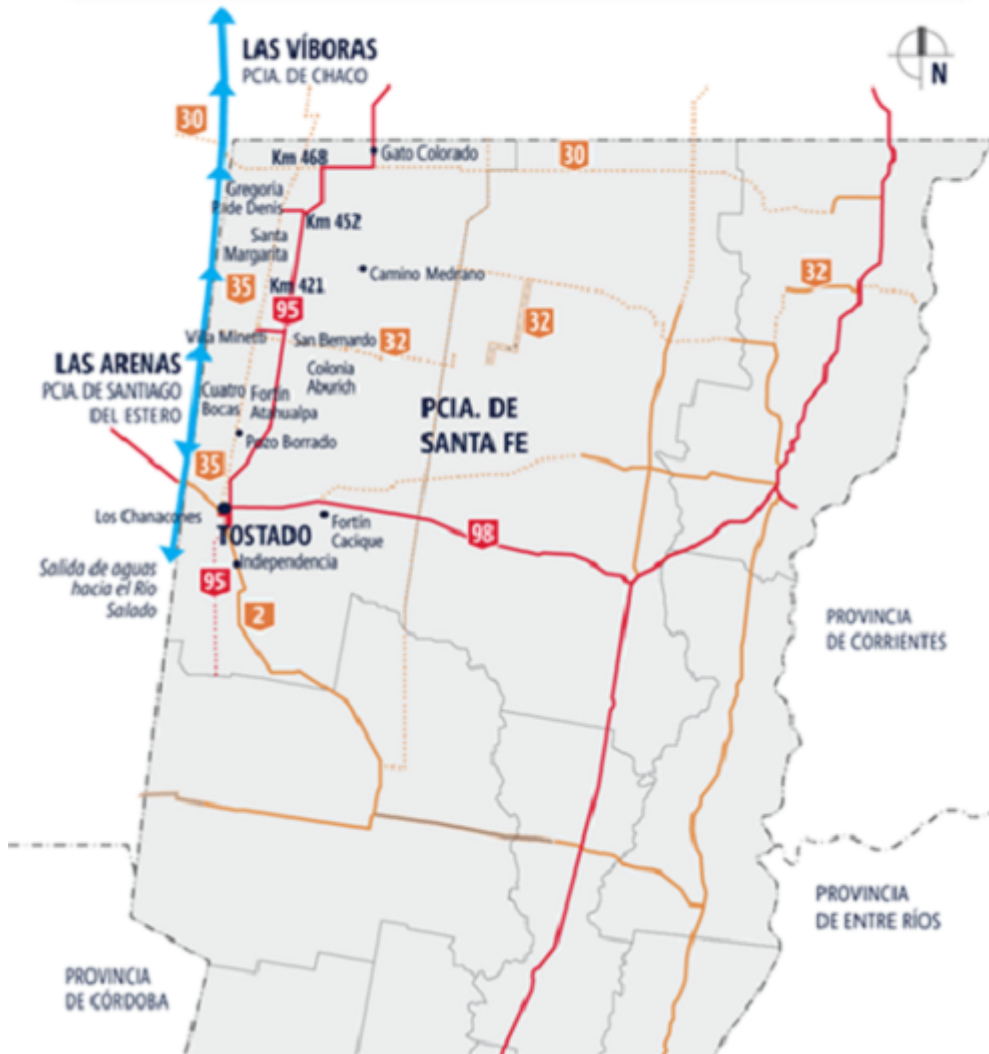 LAS VÍBORAS
PCIA. DE CHACO
N
30
Km 468
Gato Colorado
30
Gregoria
P. de Denis
Km 452
Santa
Margarita
Camino Medrano
32
35
Km 421
95
32
Villa Minetti
San Bernardo
32
LAS ARENAS
PCIA. DE SANTIAGO
DEL ESTERO
Colonia
Aburich
Cuatro
Bocas
Fortín
Atahualpa
PCIA. DE
SANTA FE
Pozo Borrado
35
Los Chanacones
TOSTADO
Fortín
Cacique
98
Independencia
Salida de aguas
hacia el Río
Salado
95
2
PROVINCIA
DE CORRIENTES
PROVINCIA
DE ENTRE RÍOS
PROVINCIA
DE CÓRDOBA